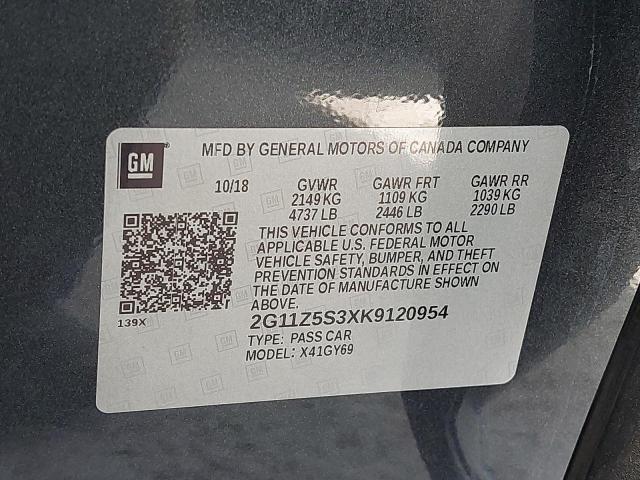 GM
MFD BY GENERAL MOTORS OF CANADA COMPANY
10/18 GVWR GAWR FRT GAWR RR
2149 KG 1109 KG 1039 KG
4737 LB 2446 LB 2290 LB
THIS VEHICLE CONFORMS TO ALL
APPLICABLE U.S. FEDERAL MOTOR
VEHICLE SAFETY, BUMPER, AND THEFT
PREVENTION STANDARDS IN EFFECT ON
THE DATE OF MANUFACTURE SHOWN
ABOVE.
139X
2G11Z5S3XK9120954
TYPE: PASS CAR
MODEL: X41GY69